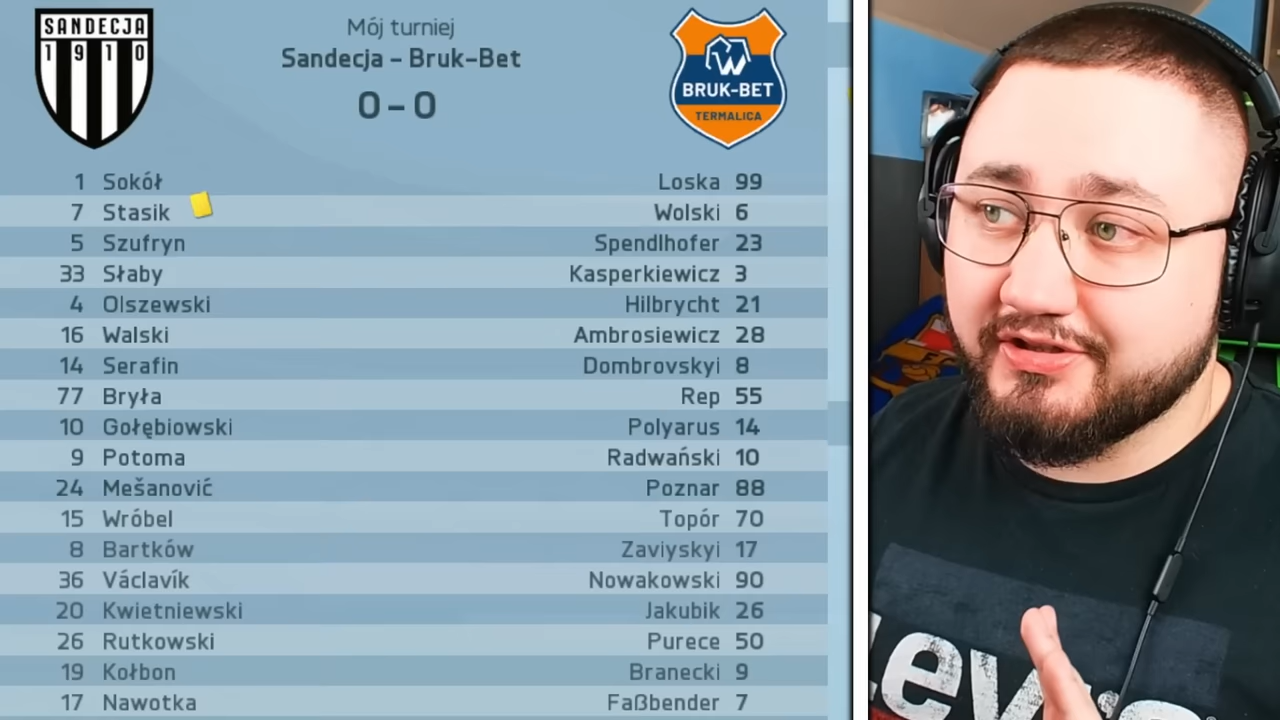 SANDECJA
1910
Mój turniej
Sandecja - Bruk-Bet
0 - 0
BRUK-BET
TERMALICA
1 Sokół Loska 99
7 Stasik Wolski 6
5 Szufryn Spendlhofer 23
33 Słaby Kasperkiewicz 3
4 Olszewski Hilbrycht 21
16 Walski Ambrosiewicz 28
14 Serafin Dombrovskyi 8
77 Bryła Rep 55
10 Gołębiowski Polyarus 14
9 Potoma Radwański 10
24 Mešanović Poznar 88
15 Wróbel Topór 70
8 Bartków Zaviyskyi 17
36 Václavík Nowakowski 90
20 Kwietniewski Jakubik 26
26 Rutkowski Purece 50
19 Kołbon Branecki 9
17 Nawotka Faßbender 7
Levi's